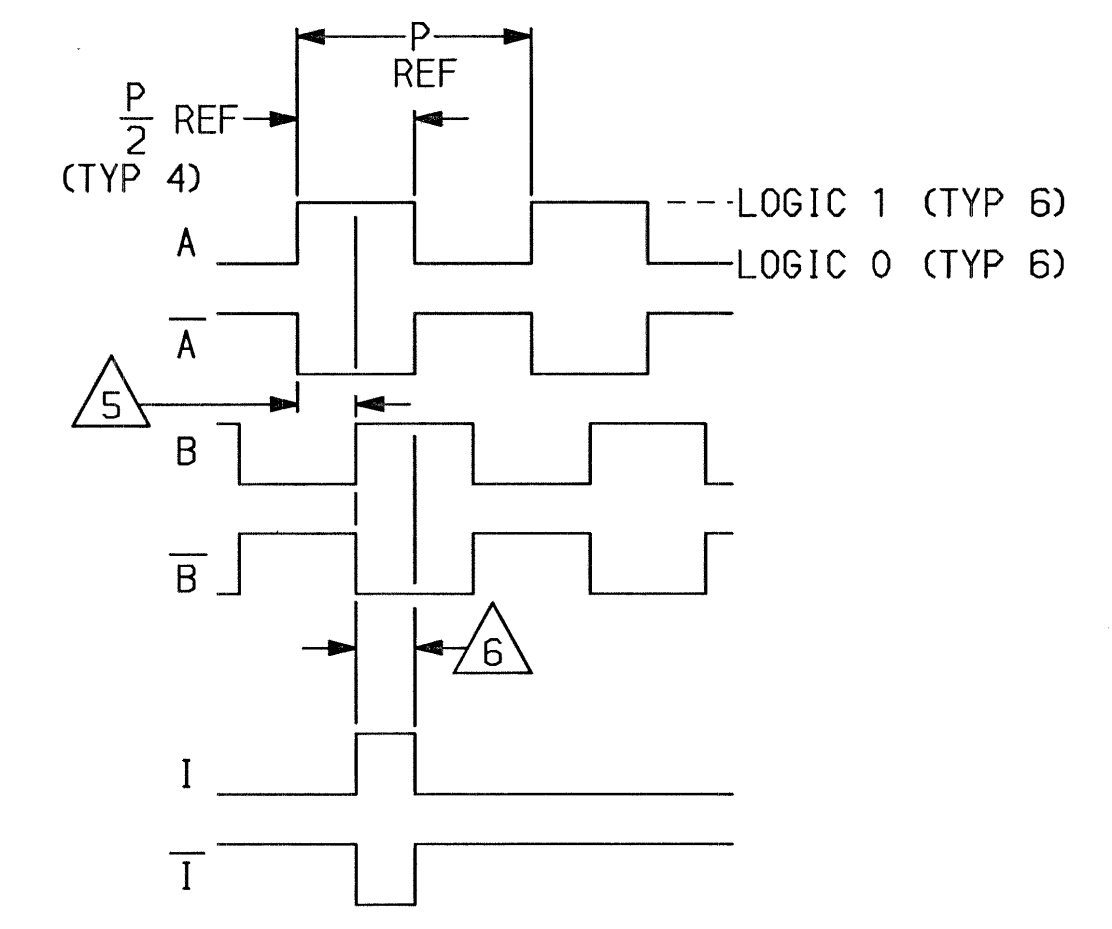 P
REF
P
2 REF
(TYP 4)
LOGIC 1 (TYP 6)
A
LOGIC 0 (TYP 6)
A̅
5
B
B̅
6
I
I̅